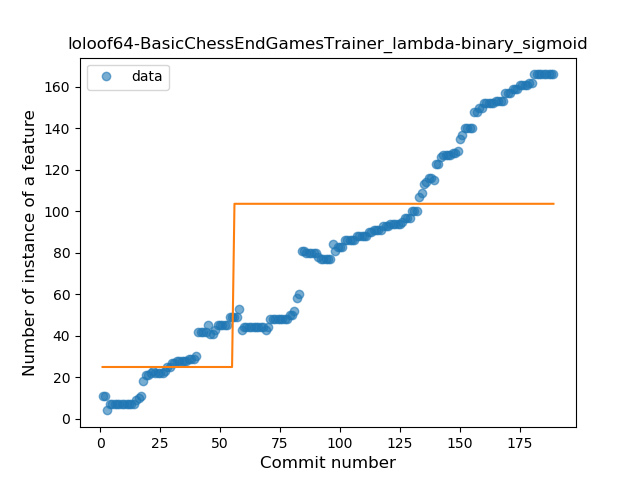 loloof64-BasicChessEndGamesTrainer_lambda-binary_sigmoid
data
Number of instance of a feature
160
140
120
100
80
60
40
20
0
0 25 50 75 100 125 150 175
Commit number